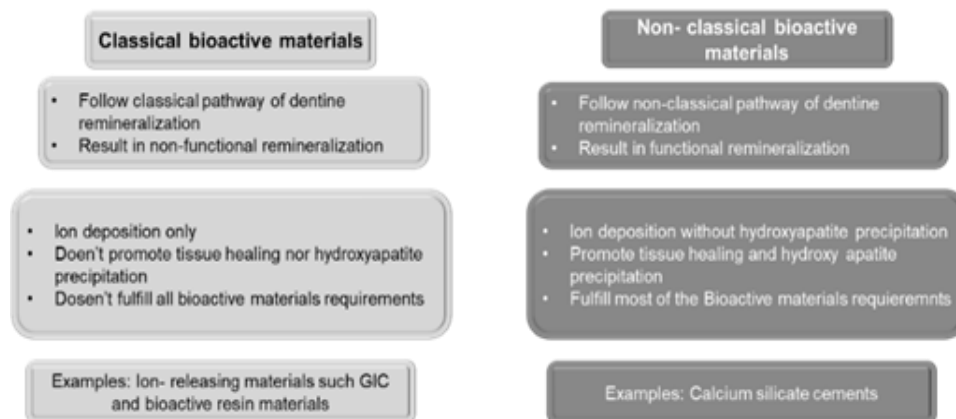 Classical bioactive materials
• Follow classical pathway of dentine
remineralization
• Result in non-functional remineralization
• Ion deposition only
• Doen't promote tissue healing nor hydroxyapatite
precipitation
• Dosen't fulfill all bioactive materials requirements
Examples: Ion- releasing materials such GIC
and bioactive resin materials
Non- classical bioactive
materials
• Follow non-classical pathway of dentine
remineralization
• Result in functional remineralization
• Ion deposition without hydroxyapatite precipitation
• Promote tissue healing and hydroxy apatite
precipitation
• Fulfill most of the Bioactive materials requieremnts
Examples: Calcium silicate cements